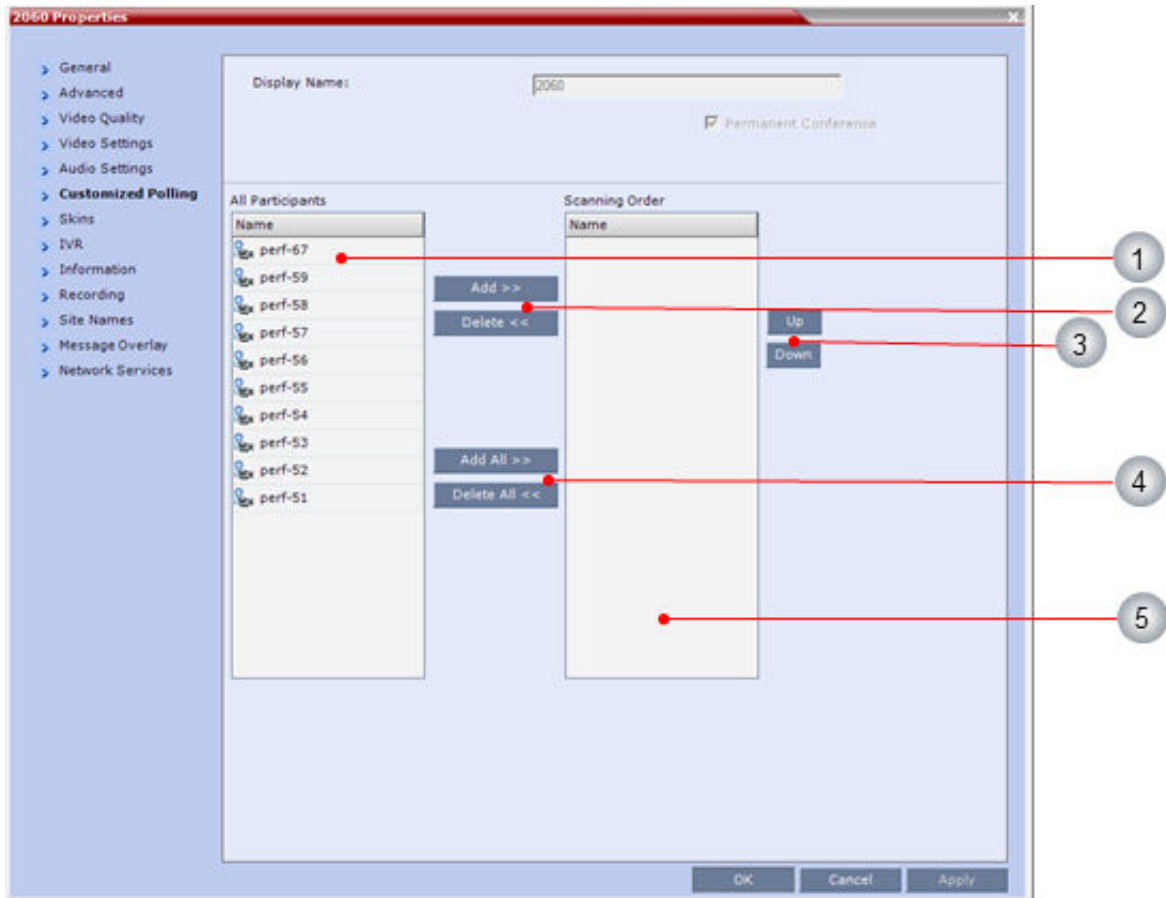 2060 Properties
General
Advanced
Video Quality
Video Settings
Audio Settings
Customized Polling
Skins
IVR
Information
Recording
Site Names
Message Overlay
Network Services
Display Name:
2060
Permanent Conference
All Participants
Name
perf-67
perf-59
perf-58
perf-57
perf-56
perf-55
perf-54
perf-53
perf-52
perf-51
Add >>
Delete <<
Add All >>
Delete All <<
Scanning Order
Name
Up
Down
1
2
3
4
5
OK
Cancel
Apply